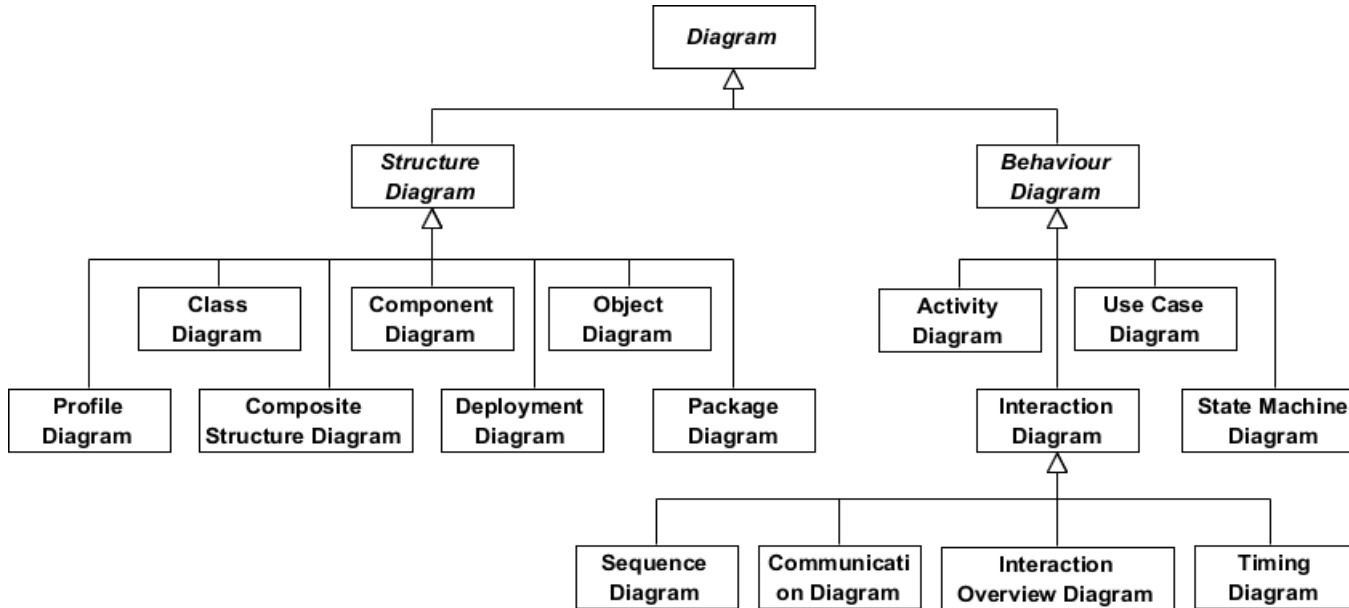 Diagram
Structure
Diagram
Behaviour
Diagram
Class
Diagram
Component
Diagram
Object
Diagram
Activity
Diagram
Use Case
Diagram
Profile
Diagram
Composite
Structure Diagram
Deployment
Diagram
Package
Diagram
Interaction
Diagram
State Machine
Diagram
Sequence
Diagram
Communicati
on Diagram
Interaction
Overview Diagram
Timing
Diagram